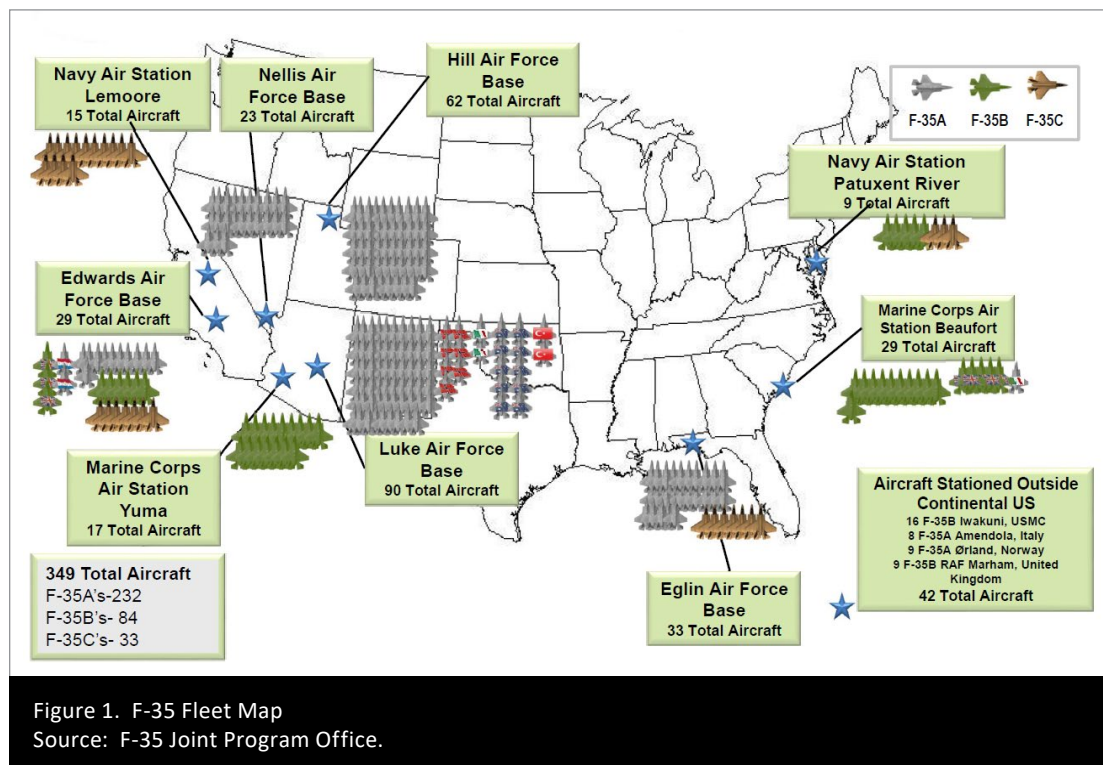 Navy Air Station
Lemoore
15 Total Aircraft
Nellis Air
Force Base
23 Total Aircraft
Hill Air Force
Base
62 Total Aircraft
F-35A
F-35B
F-35C
Navy Air Station
Patuxent River
9 Total Aircraft
Edwards Air
Force Base
29 Total Aircraft
Marine Corps Air
Station Beaufort
29 Total Aircraft
Marine Corps
Air Station
Yuma
17 Total Aircraft
Luke Air Force
Base
90 Total Aircraft
Aircraft Stationed Outside
Continental US
16 F-35B Iwakuni, USMC
8 F-35A Amendola, Italy
9 F-35A Ørland, Norway
9 F-35B RAF Marham, United
Kingdom
42 Total Aircraft
349 Total Aircraft
F-35A's-232
F-35B's- 84
F-35C's- 33
Eglin Air Force
Base
33 Total Aircraft
Figure 1. F-35 Fleet Map
Source: F-35 Joint Program Office.